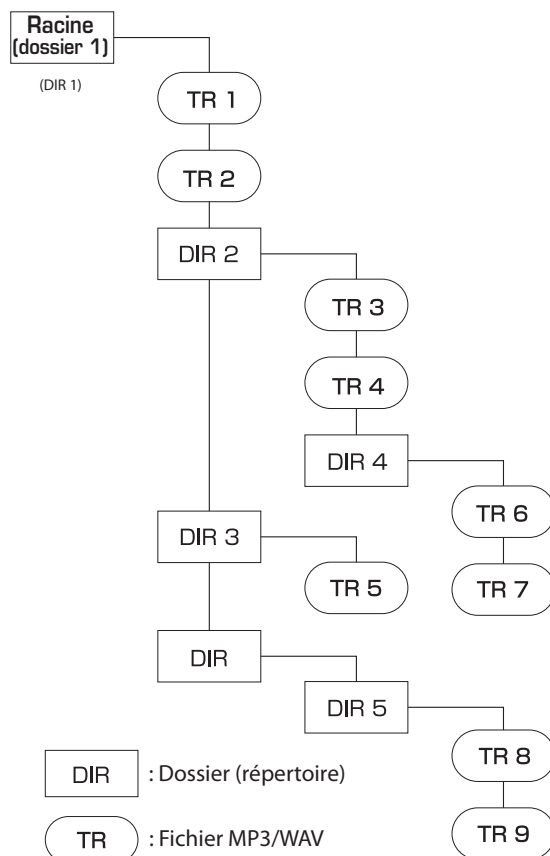 Racine
(dossier 1)
(DIR 1)
TR 1
TR 2
DIR 2
TR 3
TR 4
DIR 4
TR 6
DIR 3
TR 5
TR 7
DIR
DIR 5
TR 8
DIR : Dossier (répertoire)
TR : Fichier MP3/WAV
TR 9